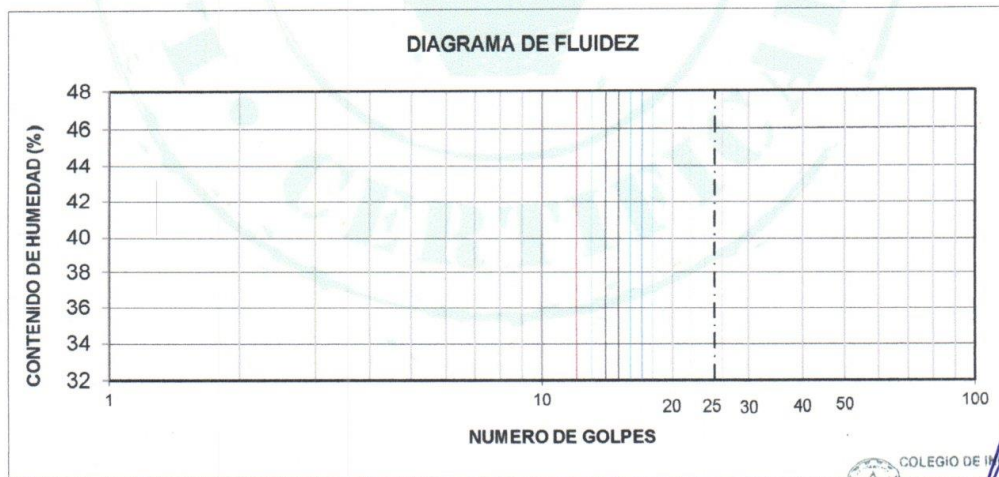 DIAGRAMA DE FLUIDEZ
CONTENIDO DE HUMEDAD (%)
48
46
44
42
40
38
36
34
32
1 10 20 25 30 40 50 100
NUMERO DE GOLPES
CERTIFICA
COLEGIO DE